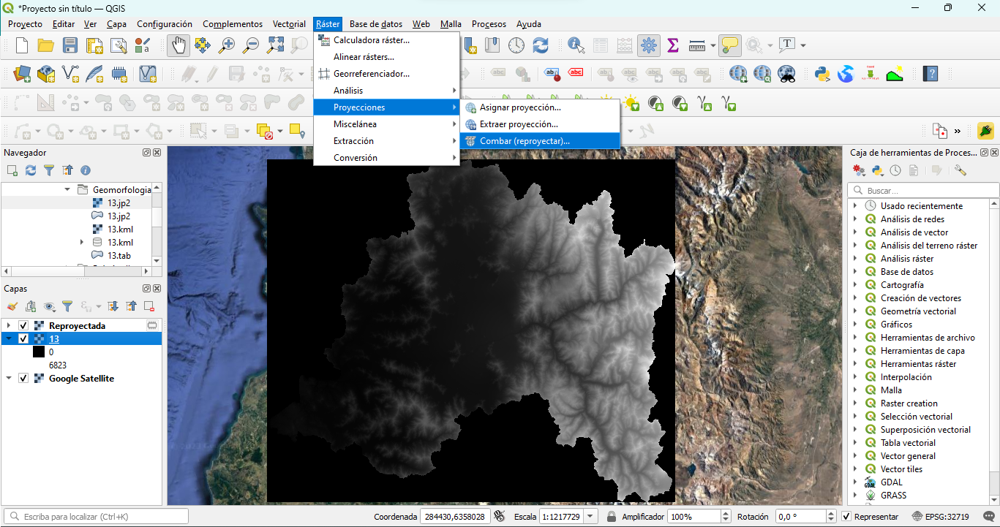 *Proyecto sin título — QGIS
Proyecto Editar Ver Capa Configuración Complementos Vectorial Ráster Base de datos Web Malla Procesos Ayuda
Calculadora ráster...
Alinear rásters...
Georreferenciador...
Análisis
Proyecciones
Miscelánea
Extracción
Conversión
Asignar proyección...
Extraer proyección...
Combar (reproyectar)...
abc
abc
abc
Navegador
Geomorfologia
13.jp2
13.jp2
13.kml
13.kml
13.tab
Capas
Reproyectada
13
0
6823
Google Satellite
Caja de herramientas de Proces...
Buscar...
Usado recientemente
Análisis de redes
Análisis de vector
Análisis del terreno ráster
Análisis ráster
Base de datos
Cartografía
Creación de vectores
Geometría vectorial
Gráficos
Herramientas de archivo
Herramientas de capa
Herramientas ráster
Interpolación
Malla
Raster creation
Selección vectorial
Superposición vectorial
Tabla vectorial
Vector general
Vector tiles
GDAL
GRASS
Escriba para localizar (Ctrl+K)
Coordenada 284430,6358028 Escala 1:1217729 Amplificador 100% Rotación 0,0 ° Representar EPSG:32719